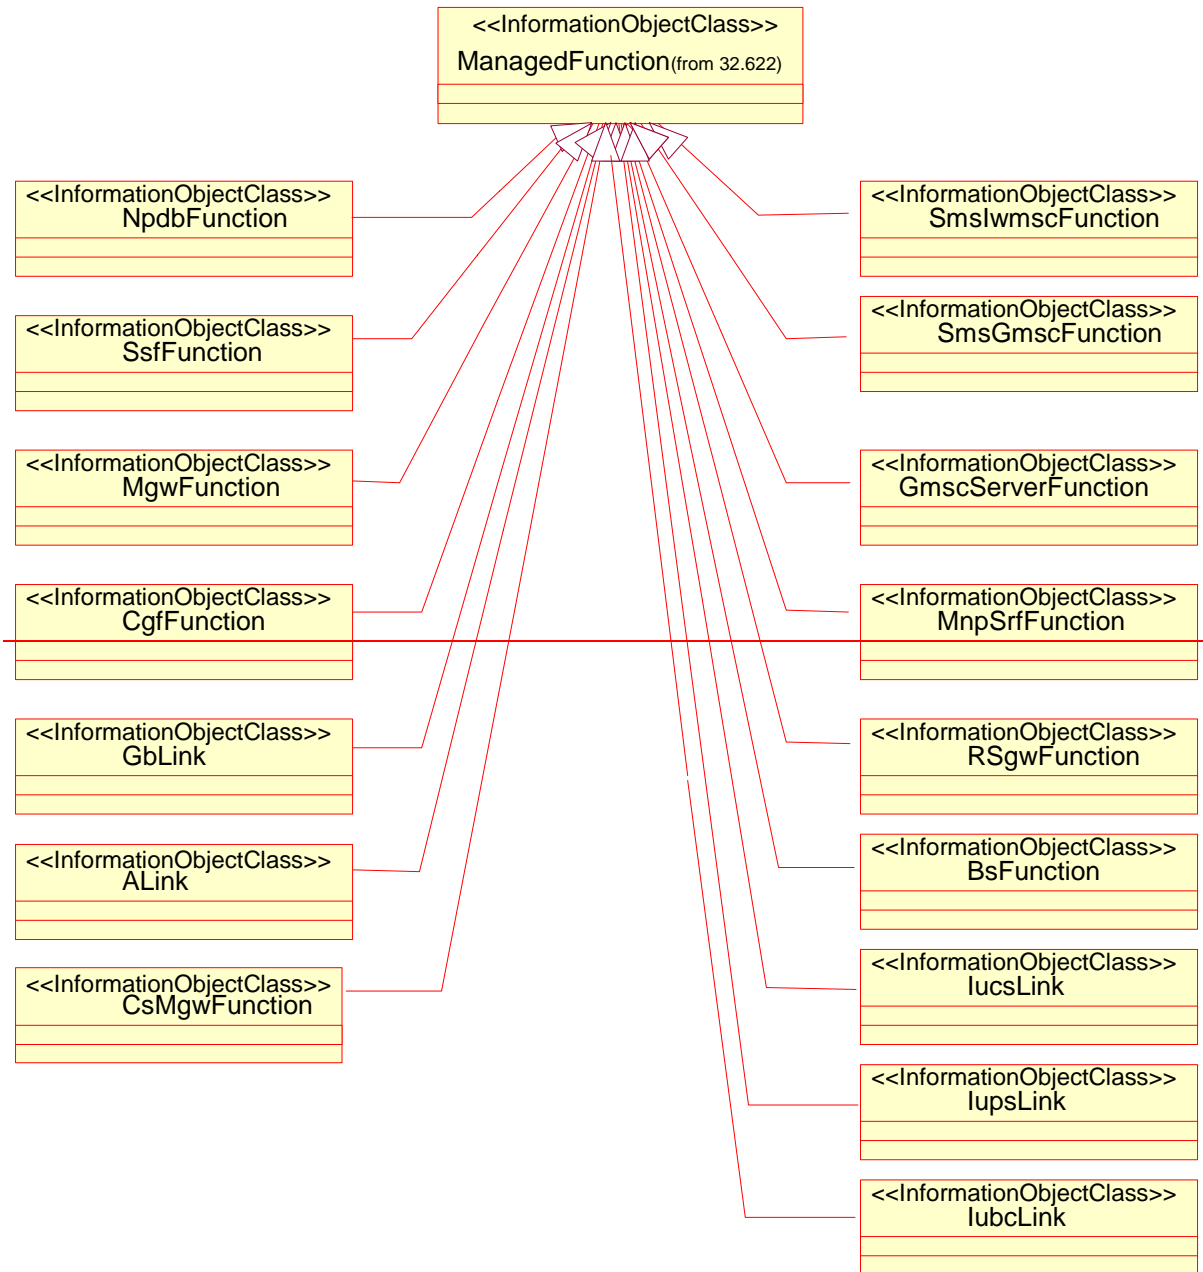 <<InformationObjectClass>>
ManagedFunction(from 32.622)
<<InformationObjectClass>>
NpdbFunction
<<InformationObjectClass>>
SsfFunction
<<InformationObjectClass>>
MgwFunction
<<InformationObjectClass>>
CgfFunction
<<InformationObjectClass>>
GbLink
<<InformationObjectClass>>
ALink
<<InformationObjectClass>>
CsMgwFunction
<<InformationObjectClass>>
SmsIwmscFunction
<<InformationObjectClass>>
SmsGmscFunction
<<InformationObjectClass>>
GmscServerFunction
<<InformationObjectClass>>
MnpSrfFunction
<<InformationObjectClass>>
RSgwFunction
<<InformationObjectClass>>
BsFunction
<<InformationObjectClass>>
IucsLink
<<InformationObjectClass>>
IupsLink
<<InformationObjectClass>>
IubcLink